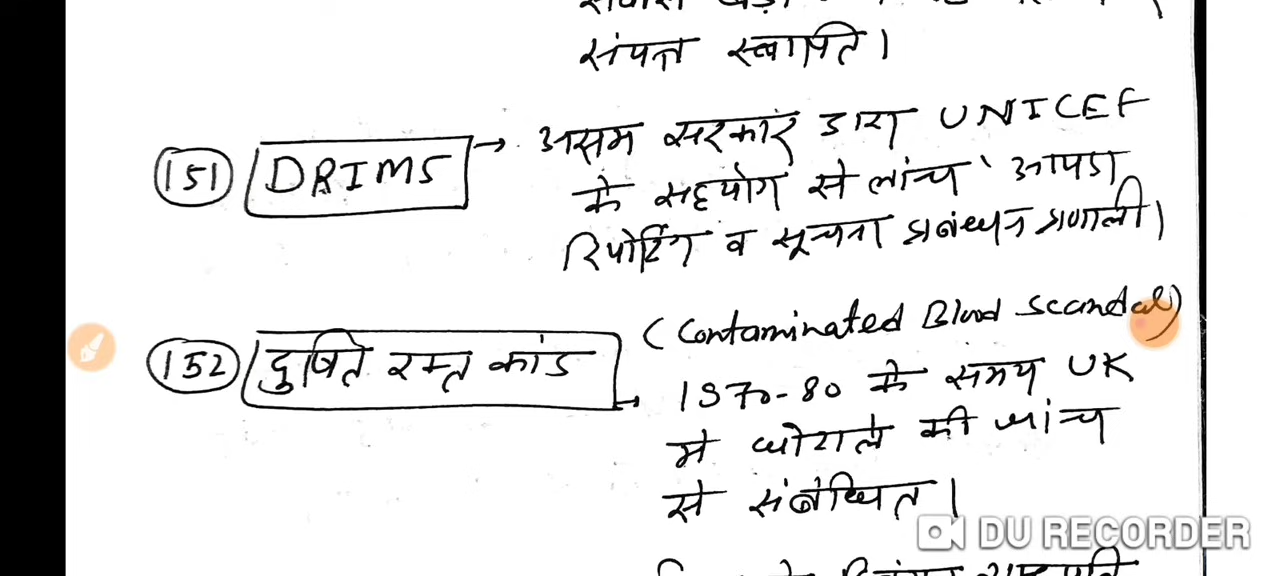 संयंत्र स्थापित।
(151) DRIMS → असम सरकार द्वारा UNICEF
के सहयोग से लांच आपदा
रिपोर्टिंग व सूचना प्रबंधन प्रणाली।
(152) दुषित रक्त कांड → (Contaminated Blood Scandal)
1970-80 के समय UK
मे घोटाले की जांच
से संबंधित।
DU RECORDER